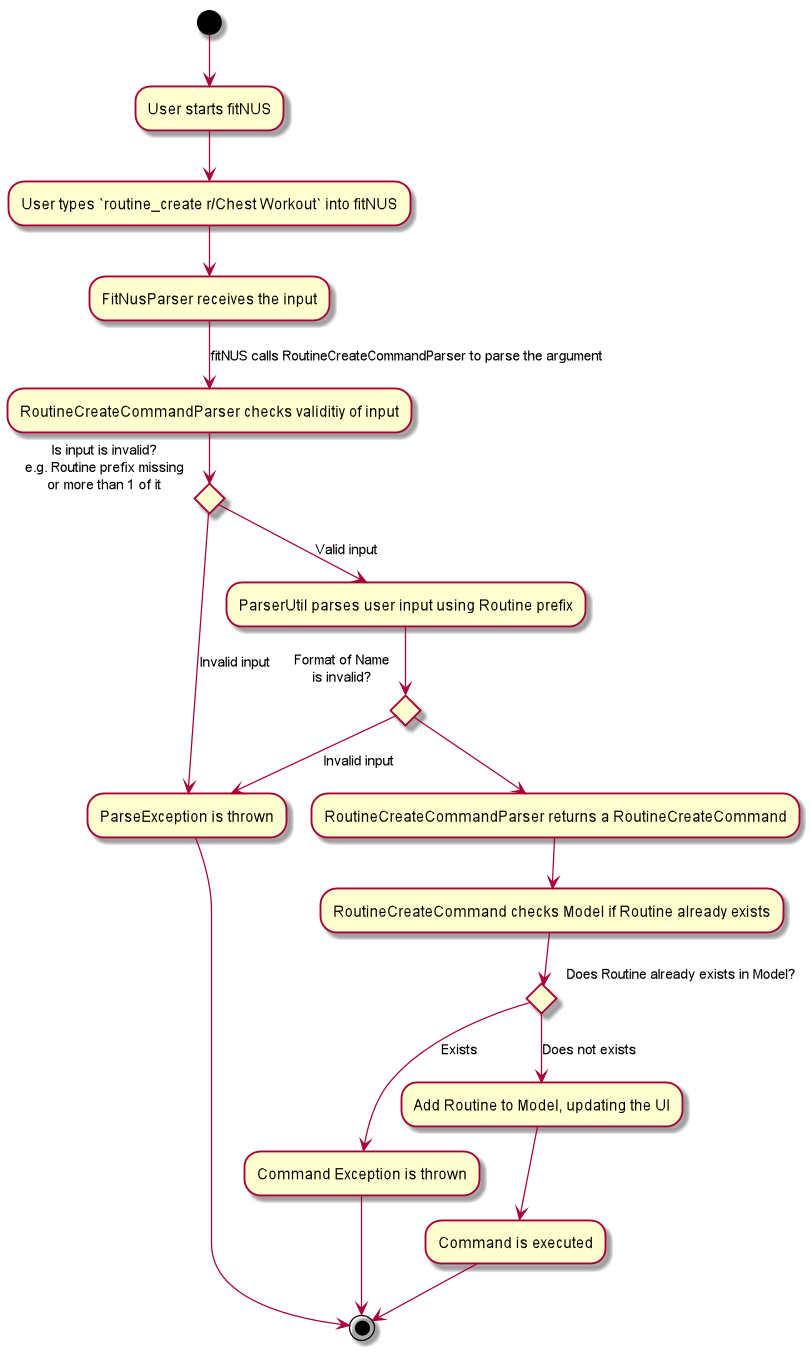 User starts fitNUS
User types `routine_create r/Chest Workout` into fitNUS
FitNusParser receives the input
fitNUS calls RoutineCreateCommandParser to parse the argument
RoutineCreateCommandParser checks validitiy of input
Is input is invalid?
e.g. Routine prefix missing
or more than 1 of it
Valid input
ParserUtil parses user input using Routine prefix
Invalid input
Format of Name
is invalid?
Invalid input
ParseException is thrown
RoutineCreateCommandParser returns a RoutineCreateCommand
RoutineCreateCommand checks Model if Routine already exists
Does Routine already exists in Model?
Exists
Does not exists
Add Routine to Model, updating the UI
Command Exception is thrown
Command is executed